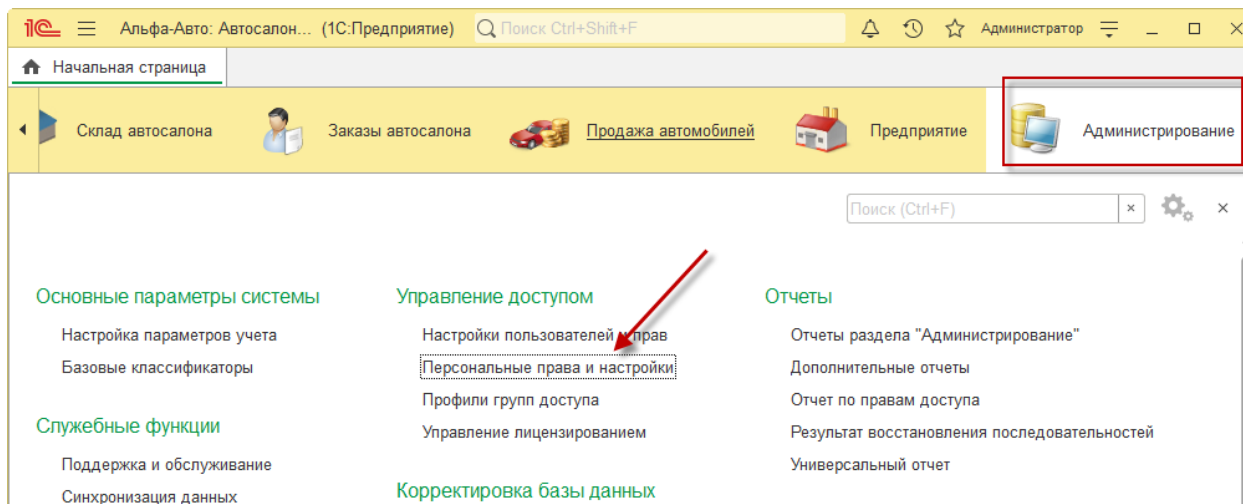 1С Альфа-Авто: Автосалон... (1С:Предприятие) Поиск Ctrl+Shift+F Администратор
Начальная страница
Склад автосалона Заказы автосалона Продажа автомобилей Предприятие Администрирование
Поиск (Ctrl+F)
Основные параметры системы Управление доступом Отчеты
Настройка параметров учета Настройки пользователей и прав Отчеты раздела "Администрирование"
Базовые классификаторы Персональные права и настройки Дополнительные отчеты
Профили групп доступа Отчет по правам доступа
Служебные функции Управление лицензированием Результат восстановления последовательностей
Поддержка и обслуживание Универсальный отчет
Синхронизация данных Корректировка базы данных